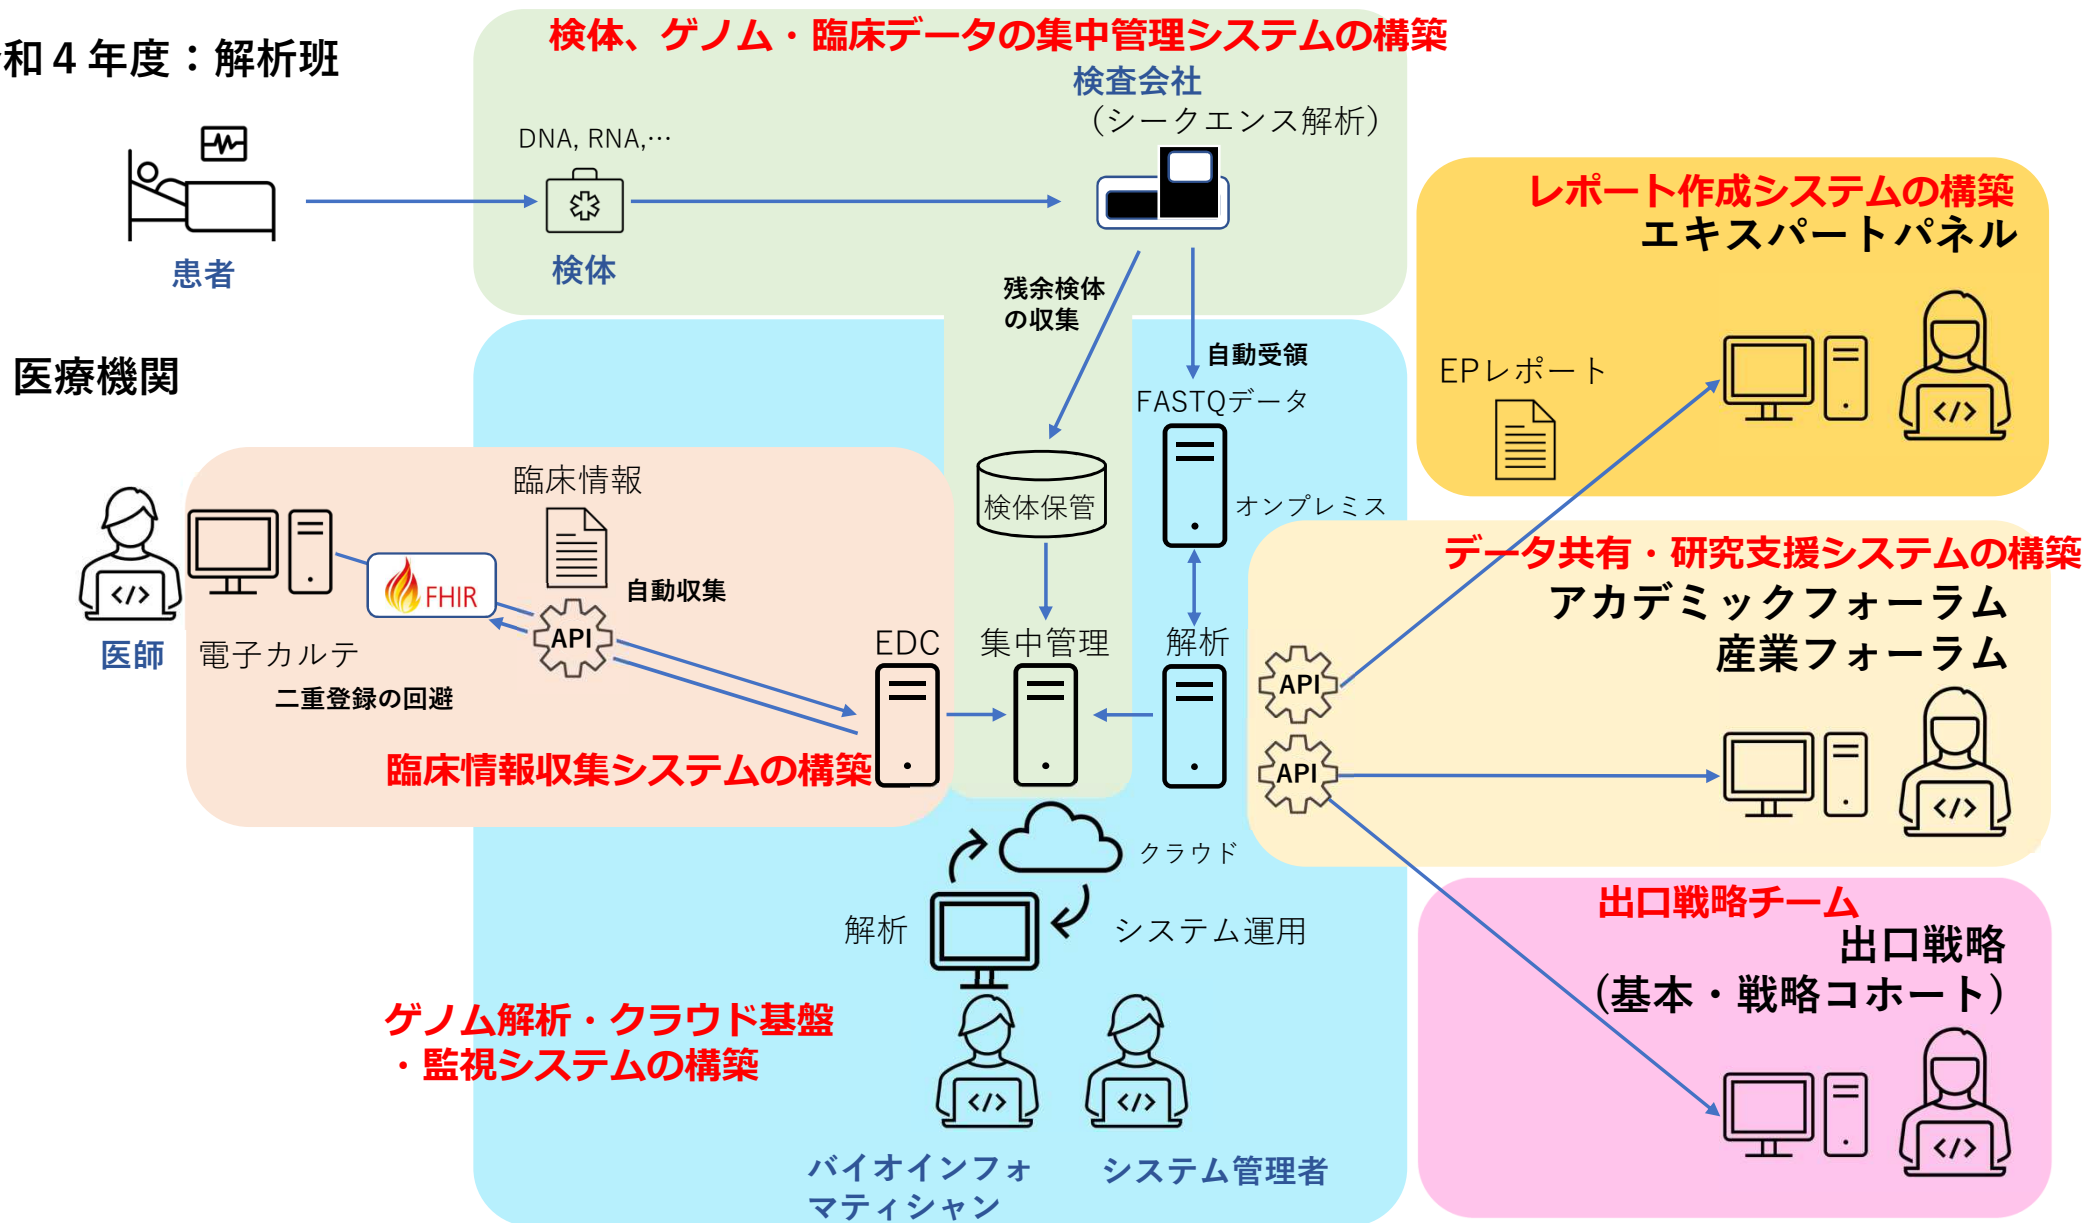 和４年度：解析班
検体、ゲノム・臨床データの集中管理システムの構築
検査会社
（シークエンス解析）
DNA, RNA,…
患者
検体
残余検体
の収集
自動受領
FASTQデータ
オンプレミス
レポート作成システムの構築
エキスパートパネル
EPレポート
医療機関
臨床情報
FHIR
自動収集
API
医師
電子カルテ
二重登録の回避
臨床情報収集システムの構築
EDC
検体保管
集中管理
解析
データ共有・研究支援システムの構築
アカデミックフォーラム
産業フォーラム
API
API
クラウド
解析
システム運用
ゲノム解析・クラウド基盤
・監視システムの構築
バイオインフォ
マティシャン
システム管理者
出口戦略チーム
出口戦略
（基本・戦略コホート）